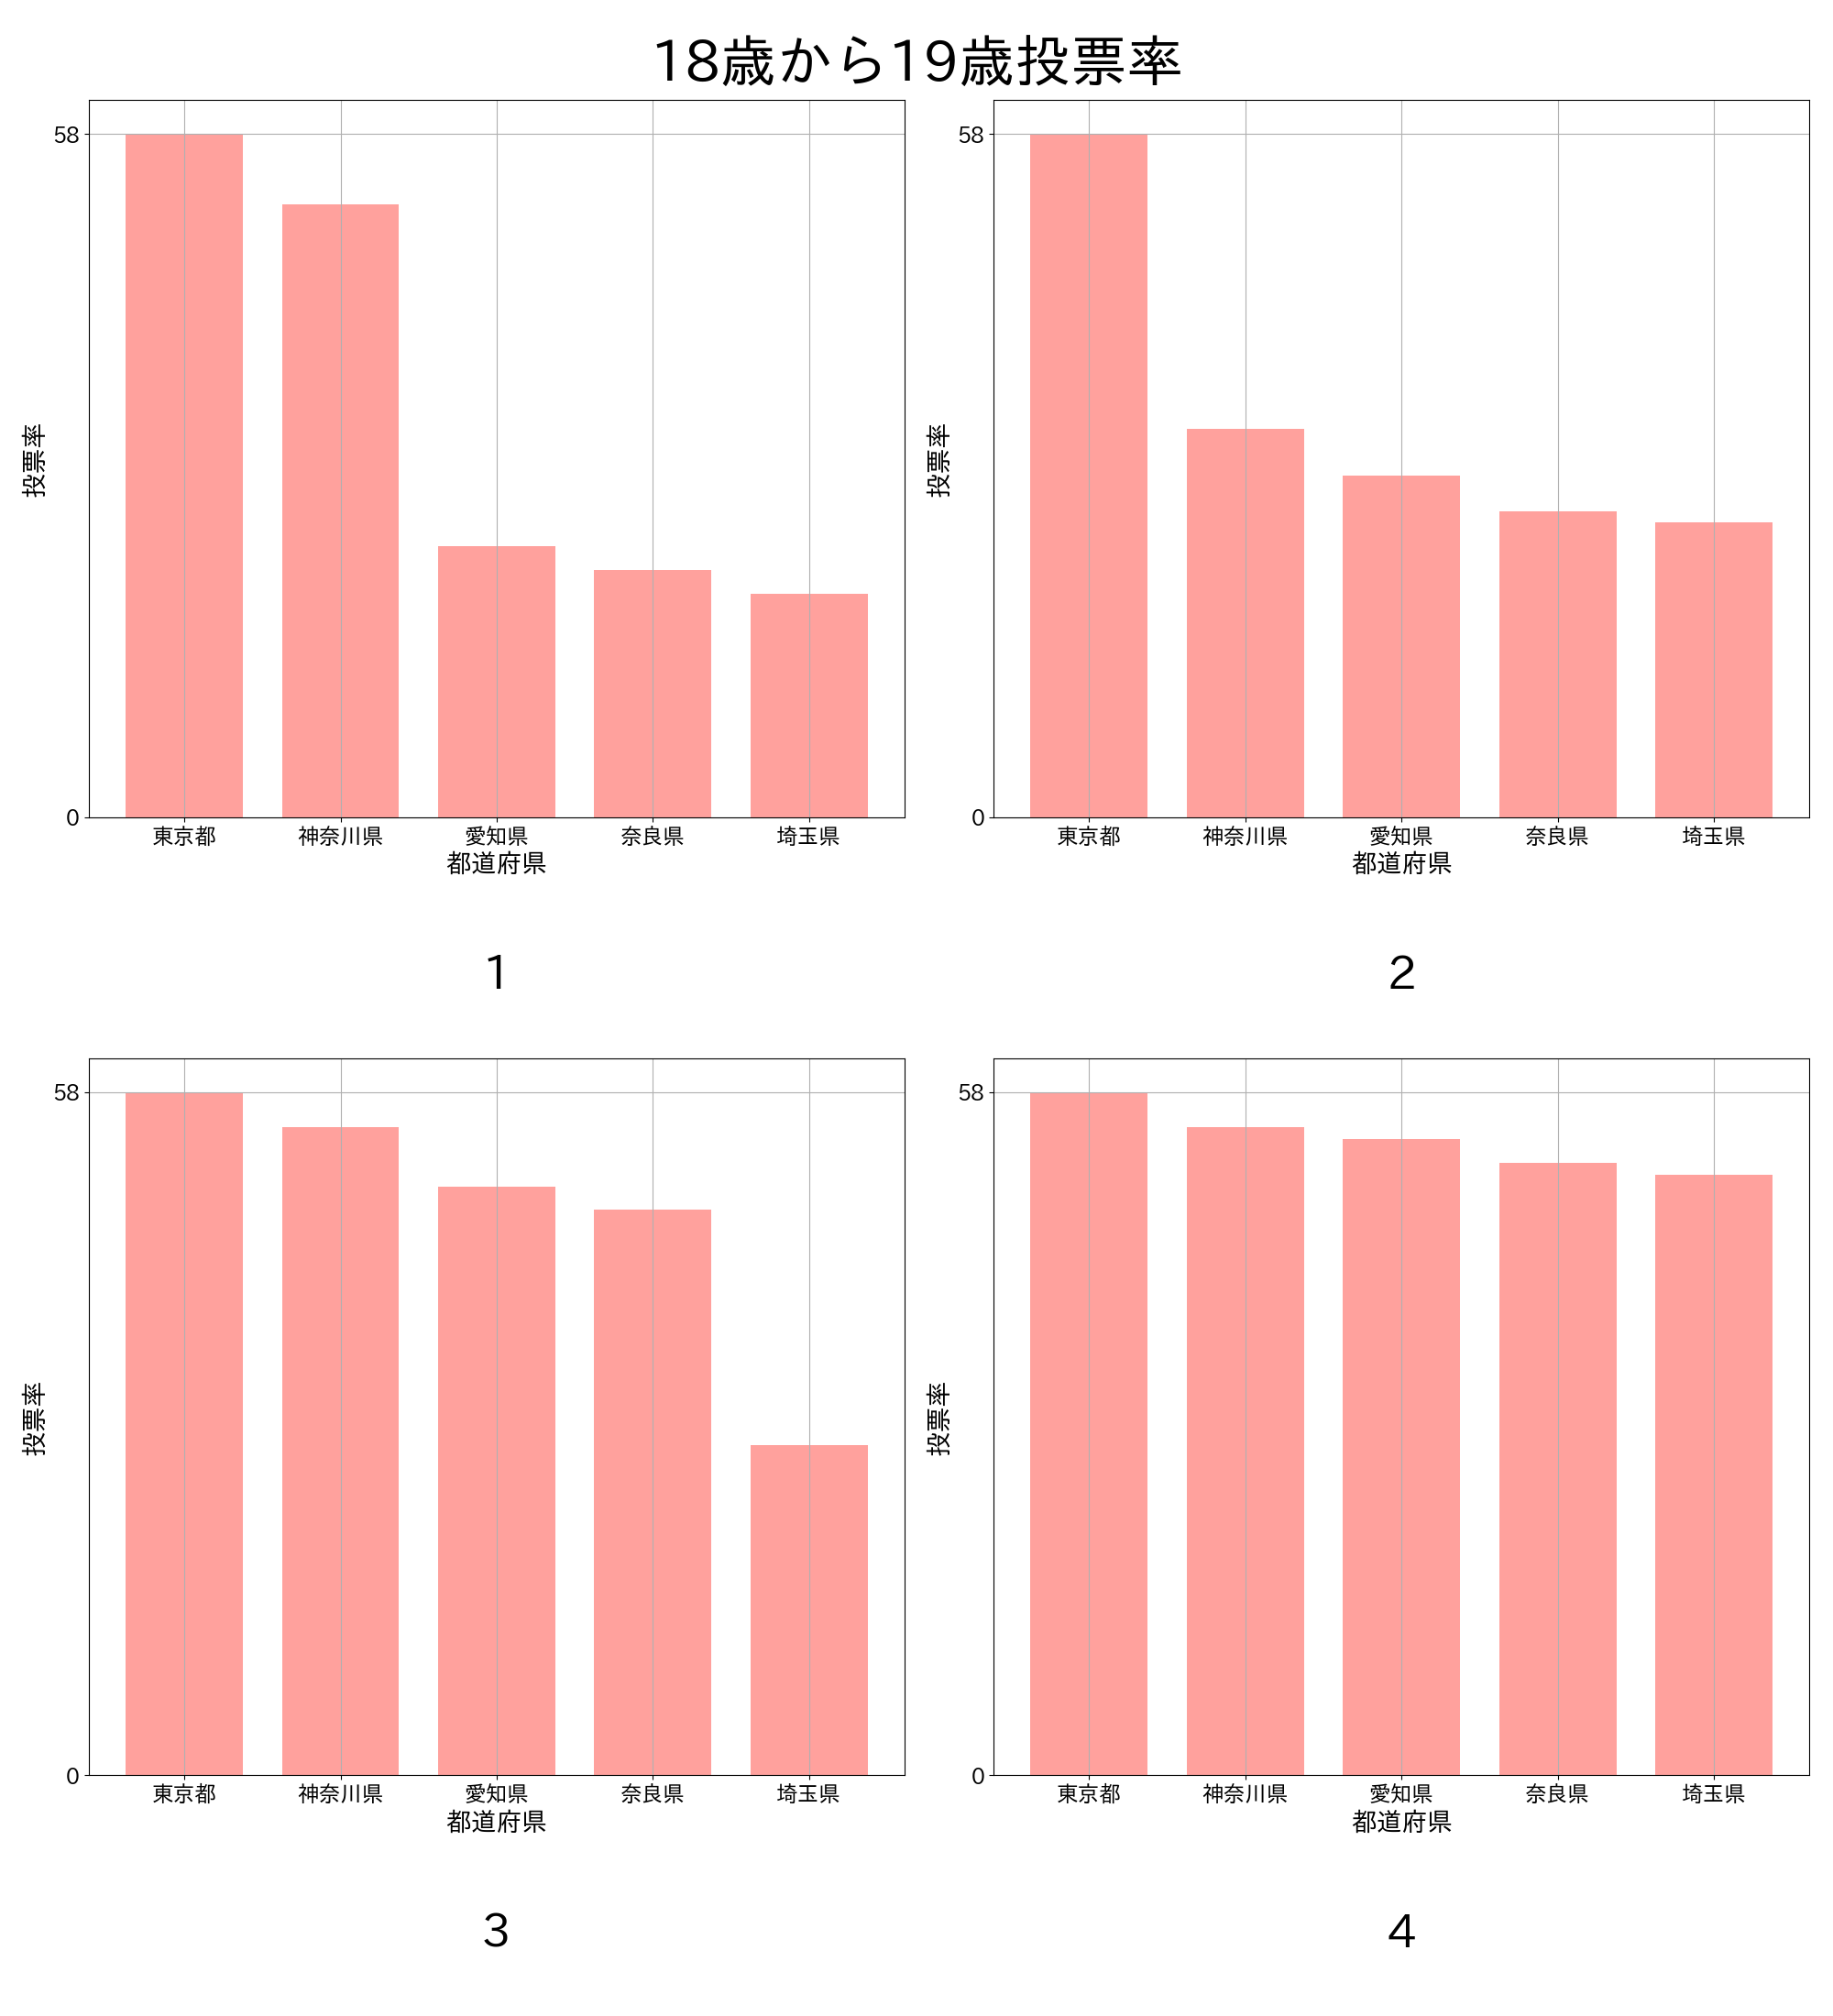 18歳から19歳投票率
58
0
投票率
東京都 神奈川県 愛知県 奈良県 埼玉県
都道府県
1
58
0
投票率
東京都 神奈川県 愛知県 奈良県 埼玉県
都道府県
2
58
0
投票率
東京都 神奈川県 愛知県 奈良県 埼玉県
都道府県
3
58
0
投票率
東京都 神奈川県 愛知県 奈良県 埼玉県
都道府県
4